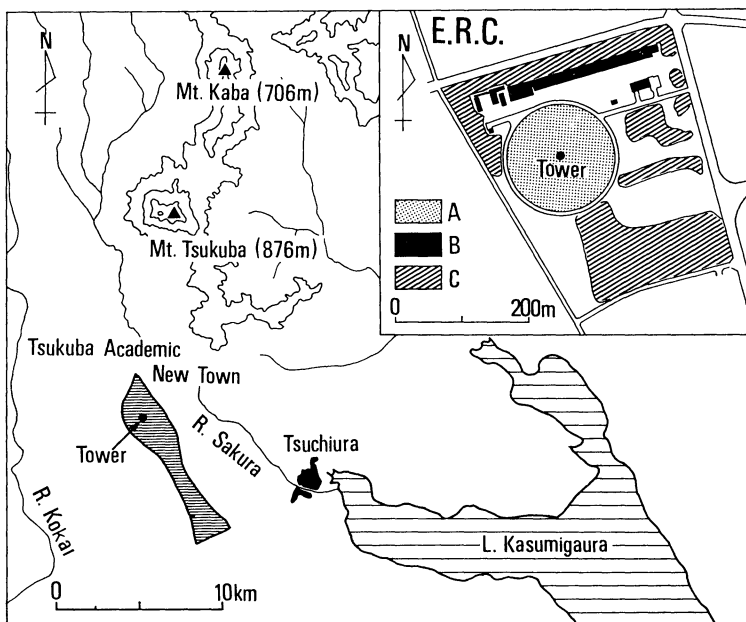 N
Mt. Kaba (706m)
Mt. Tsukuba (876m)
E.R.C.
N
Tower
A
B
C
0 200m
Tsukuba Academic
New Town
Tower
R. Sakura
Tsuchiura
R. Kokai
L. Kasumigaura
0 10km